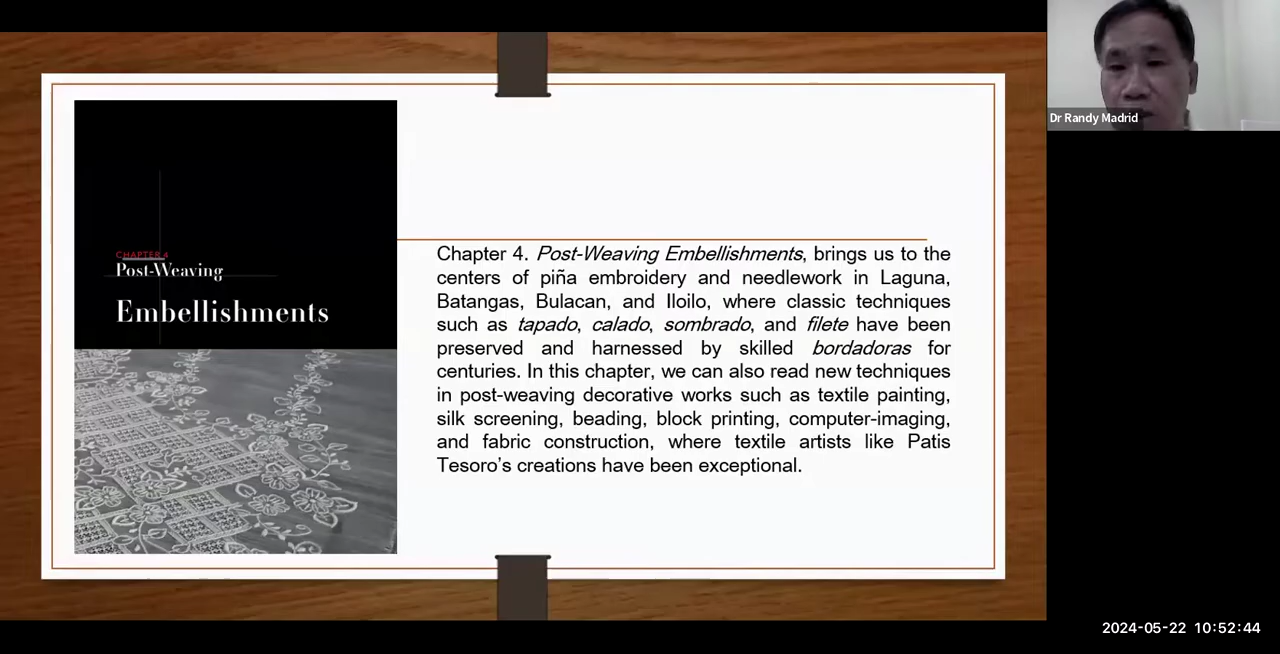 CHAPTER 4
Post-Weaving
Embellishments
Chapter 4. Post-Weaving Embellishments, brings us to the
centers of piña embroidery and needlework in Laguna,
Batangas, Bulacan, and Iloilo, where classic techniques
such as tapado, calado, sombrado, and filete have been
preserved and harnessed by skilled bordadoras for
centuries. In this chapter, we can also read new techniques
in post-weaving decorative works such as textile painting,
silk screening, beading, block printing, computer-imaging,
and fabric construction, where textile artists like Patis
Tesoro's creations have been exceptional.
Dr Randy Madrid
2024-05-22 10:52:44